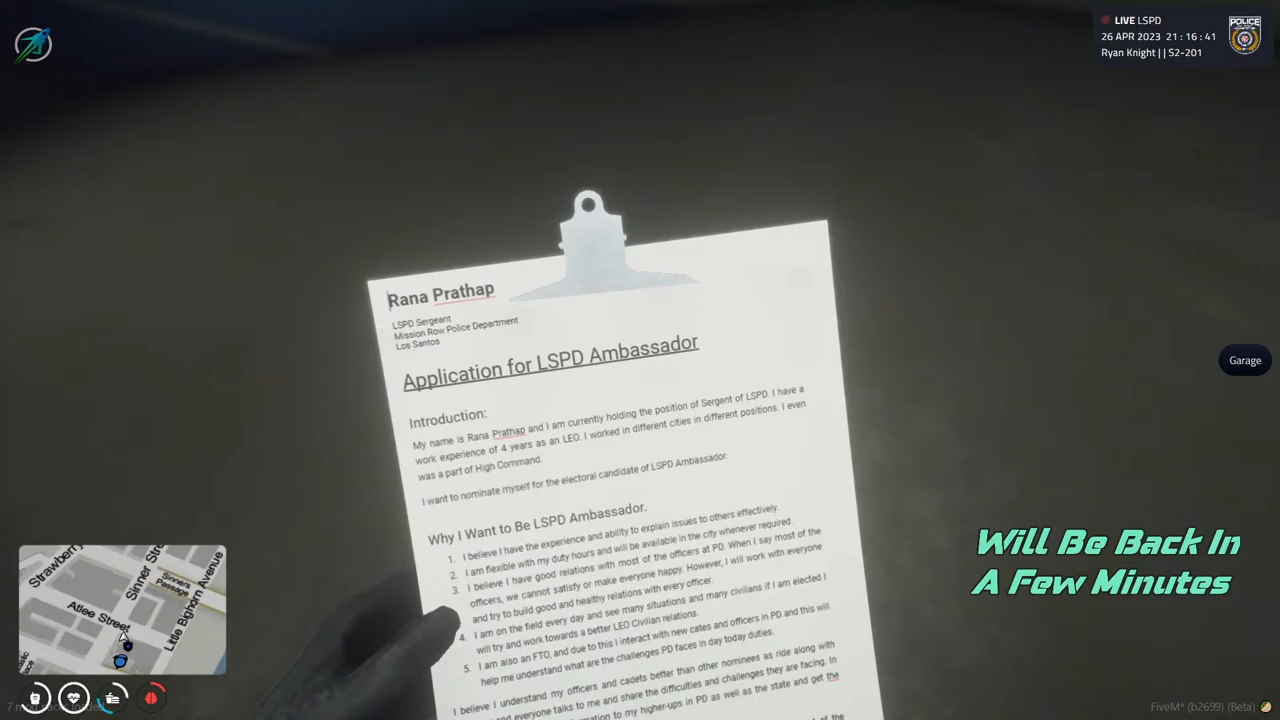 LIVE LSPD
26 APR 2023 21:16:41
Ryan Knight || S2-201
POLICE
Rana Prathap
LSPD Sergeant
Mission Row Police Department
Los Santos
Application for LSPD Ambassador
Introduction:
My name is Rana Prathap and I am currently holding the position of Sergent of LSPD. I have a
work experience of 4 years as an LEO. I worked in different cities in different positions. I even
was a part of High Command.
I want to nominate myself for the electoral candidate of LSPD Ambassador.
Why I Want to Be LSPD Ambassador.
1. I believe I have the experience and ability to explain issues to others effectively.
2. I am flexible with my duty hours and will be available in the city whenever required.
3. I believe I have good relations with most of the officers at PD. When I say most of the
officers, we cannot satisfy or make everyone happy. However, I will work with everyone
and try to build good and healthy relations with every officer.
4. I am on the field every day and see many situations and many civilians if I am elected I
will try and work towards a better LEO Civilian relations.
5. I am also an FTO, and due to this I interact with new cates and officers in PD and this will
help me understand what are the challenges PD faces in day today duties.
I believe I understand my officers and cadets better than other nominees as ride along with
and everyone talks to me and share the difficulties and challenges they are facing. In
to my higher-ups in PD as well as the state and get the
of the
Garage
Will Be Back In
A Few Minutes
Strawberry
Sinner Str
Sinners
Passage
Atlee Street
Little Bighorn Avenue
FiveM* (b2699) (Beta)